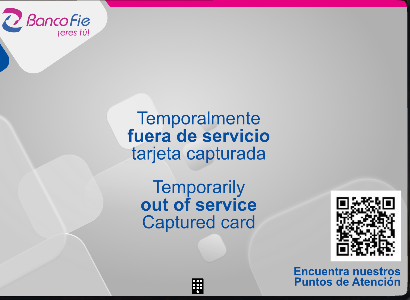 BancoFie
¡eres tú!
Temporalmente
fuera de servicio
tarjeta capturada
Temporarily
out of service
Captured card
Encuentra nuestros
Puntos de Atención